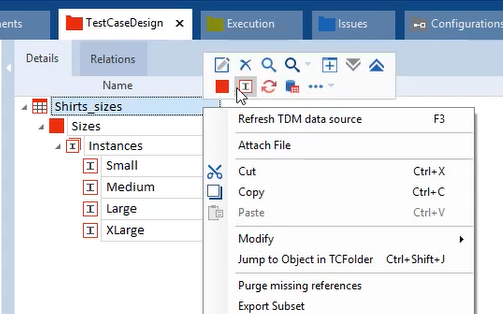 ents
TestCaseDesign
Execution
Issues
Configurations
Details
Relations
Name
Shirts_sizes
Sizes
Instances
Small
Medium
Large
XLarge
Refresh TDM data source F3
Attach File
Cut Ctrl+X
Copy Ctrl+C
Paste Ctrl+V
Modify
Jump to Object in TCFolder Ctrl+Shift+J
Purge missing references
Export Subset